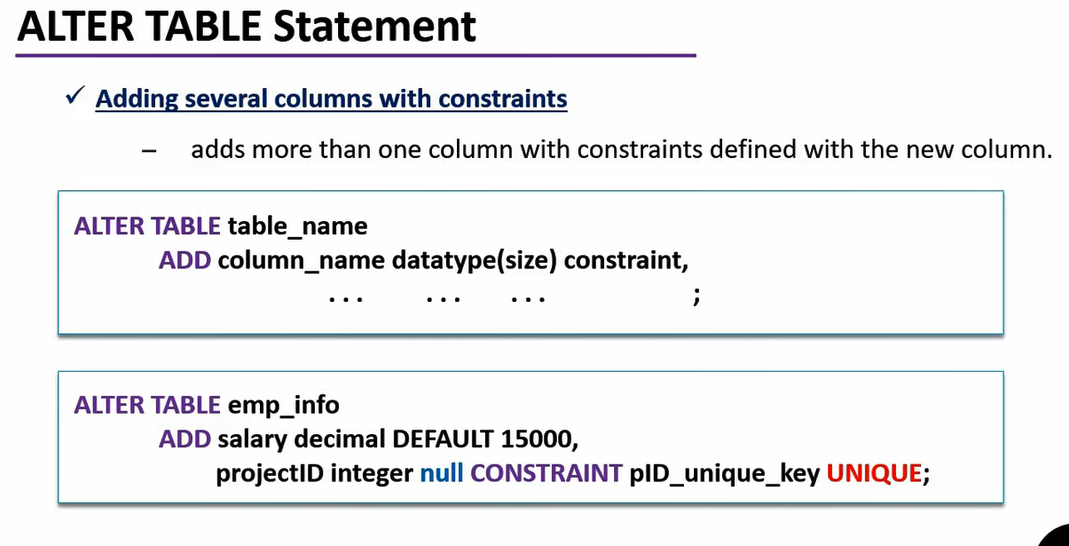 ALTER TABLE Statement
✓ Adding several columns with constraints
– adds more than one column with constraints defined with the new column.
ALTER TABLE table_name
ADD column_name datatype(size) constraint,
... ... ... ;
ALTER TABLE emp_info
ADD salary decimal DEFAULT 15000,
projectID integer null CONSTRAINT pID_unique_key UNIQUE;